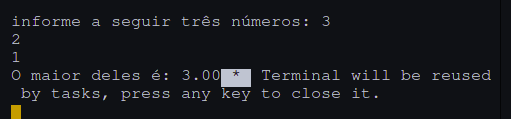 informe a seguir três números: 3
2
1
O maior deles é: 3.00 * Terminal will be reused
by tasks, press any key to close it.